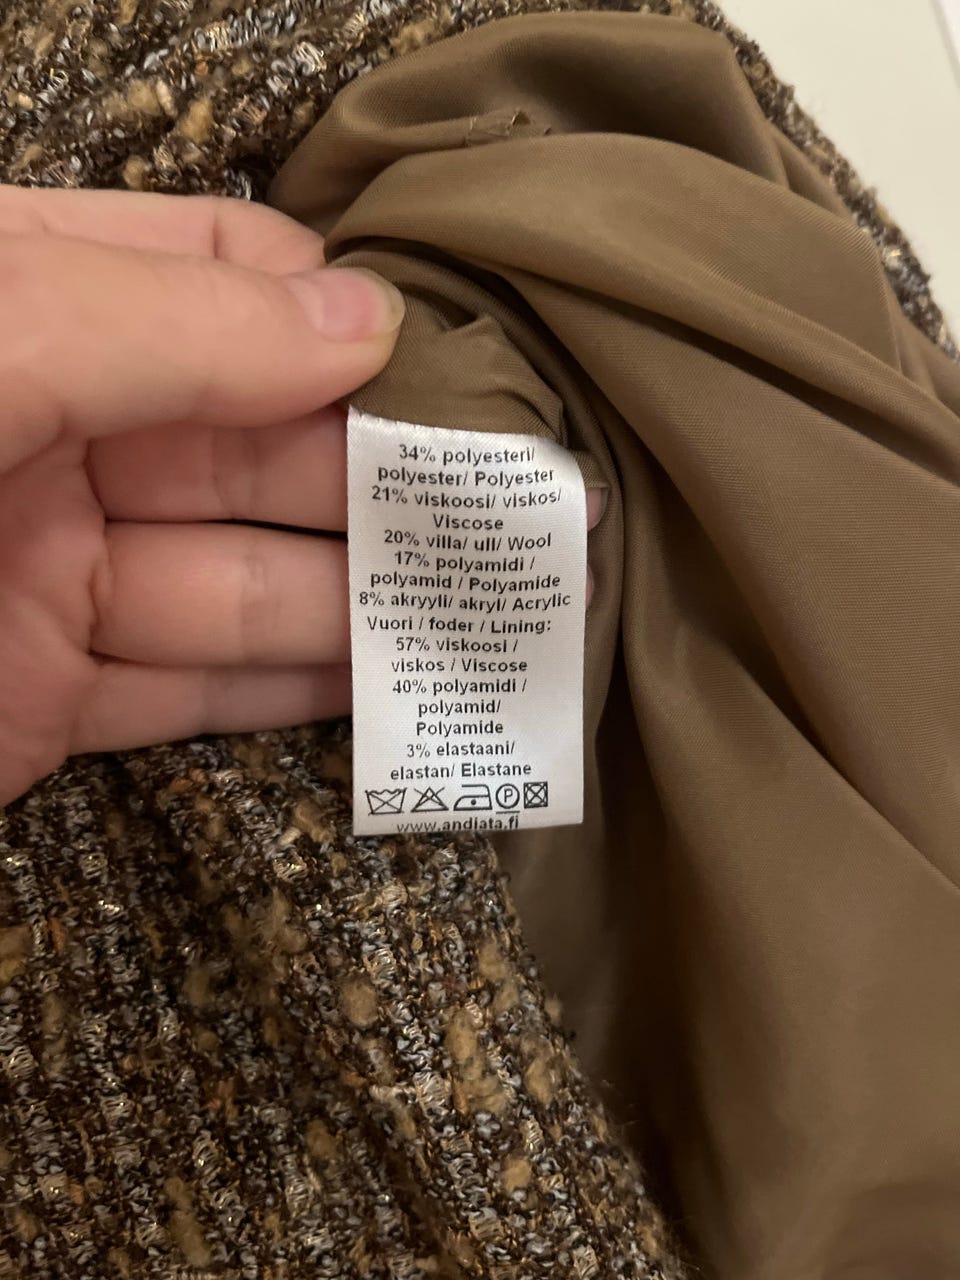 34% polyesteri/
polyester/ Polyester
21% viskoosi/ viskos/
Viscose
20% villa/ ull/ Wool
17% polyamidi /
polyamid / Polyamide
8% akryyli/ akryl/ Acrylic
Vuori / foder / Lining:
57% viskoosi /
viskos / Viscose
40% polyamidi /
polyamid/
Polyamide
3% elastaani/
elastan/ Elastane
P
www.andiata.fi